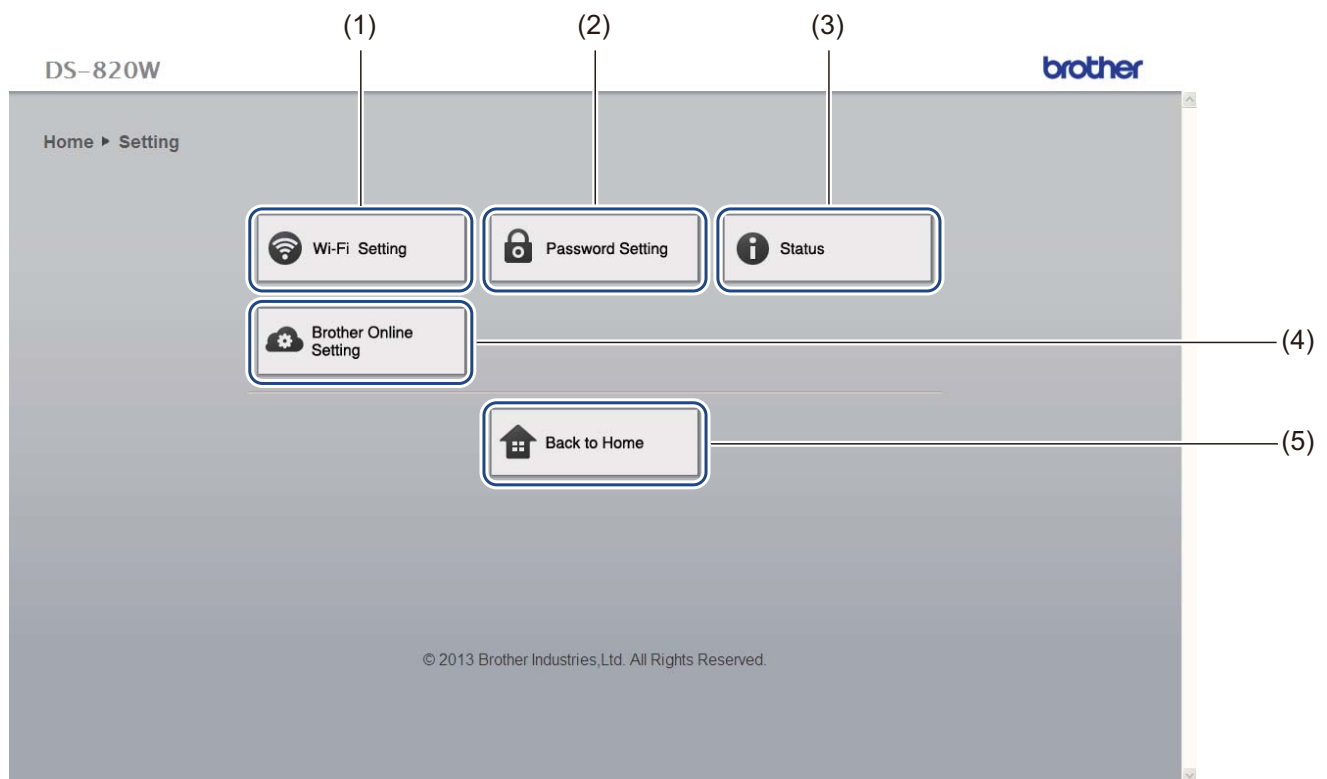 (1) (2) (3)
DS-820W brother
Home ▶ Setting
Wi-Fi Setting Password Setting Status
Brother Online
Setting
(4)
Back to Home
(5)
© 2013 Brother Industries,Ltd. All Rights Reserved.